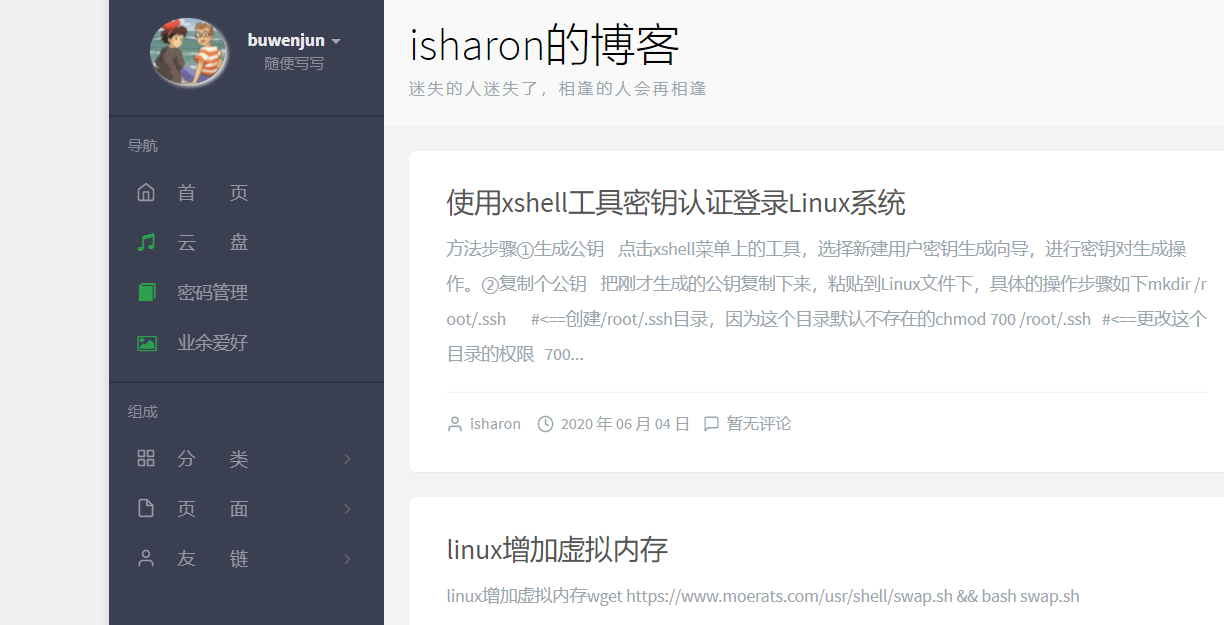 buwenjun
随便写写
导航
首 页
云 盘
密码管理
业余爱好
组成
分 类
页 面
友 链
isharon的博客
迷失的人迷失了，相逢的人会再相逢
使用xshell工具密钥认证登录Linux系统
方法步骤①生成公钥 点击xshell菜单上的工具，选择新建用户密钥生成向导，进行密钥对生成操
作。②复制个公钥 把刚才生成的公钥复制下来，粘贴到Linux文件下，具体的操作步骤如下mkdir /r
oot/.ssh #<==创建/root/.ssh目录，因为这个目录默认不存在的chmod 700 /root/.ssh #<==更改这个
目录的权限 700...
isharon 2020 年 06 月 04 日 暂无评论
linux增加虚拟内存
linux增加虚拟内存wget https://www.moerats.com/usr/shell/swap.sh && bash swap.sh